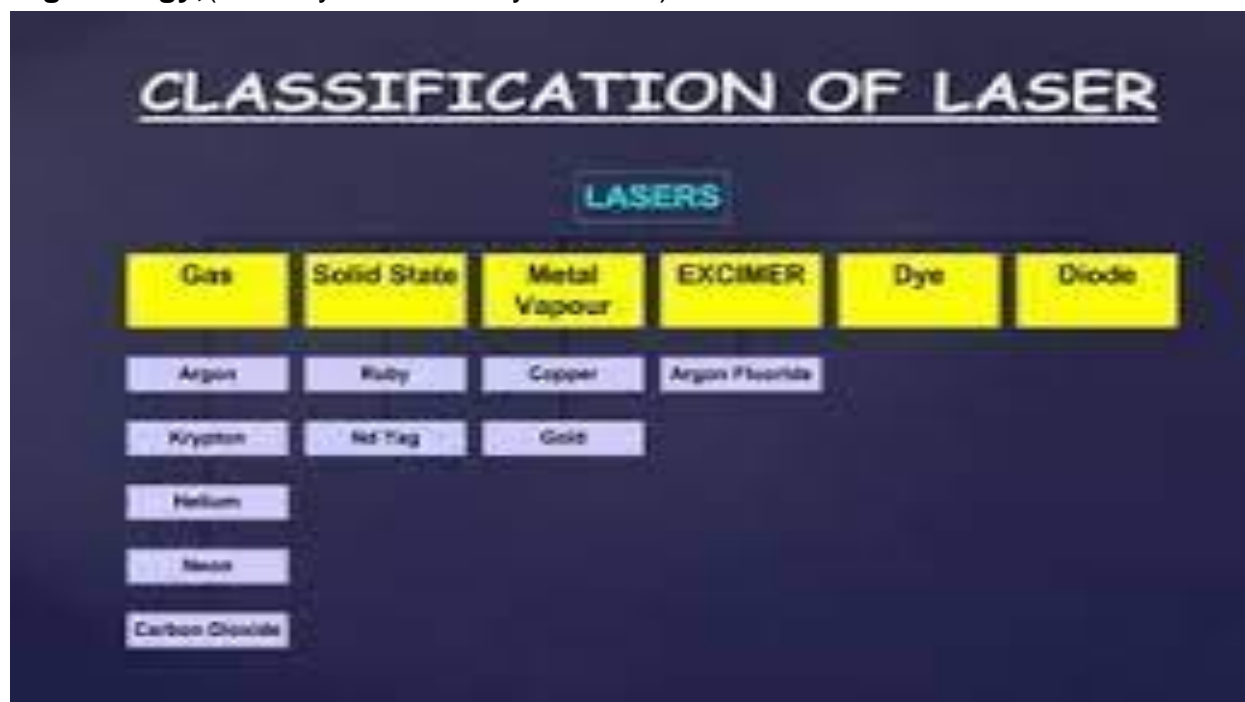 CLASSIFICATION OF LASER
LASERS
Gas
Solid State
Metal
Vapour
EXCIMER
Dye
Diode
Argon
Ruby
Copper
Argon Fluoride
Krypton
Nd Yag
Gold
Helium
Neon
Carbon Dioxide